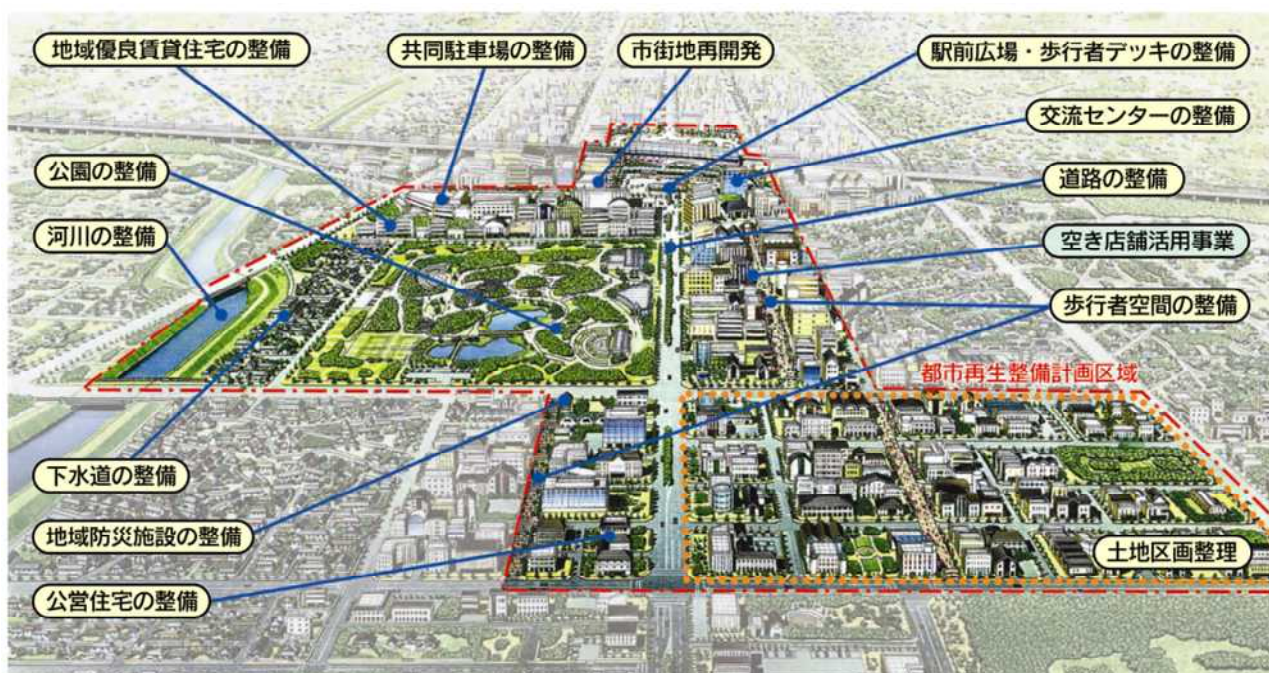 地域優良賃貸住宅の整備
共同駐車場の整備
市街地再開発
駅前広場・歩行者デッキの整備
交流センターの整備
公園の整備
道路の整備
河川の整備
空き店舗活用事業
歩行者空間の整備
都市再生整備計画区域
下水道の整備
地域防災施設の整備
土地区画整理
公営住宅の整備